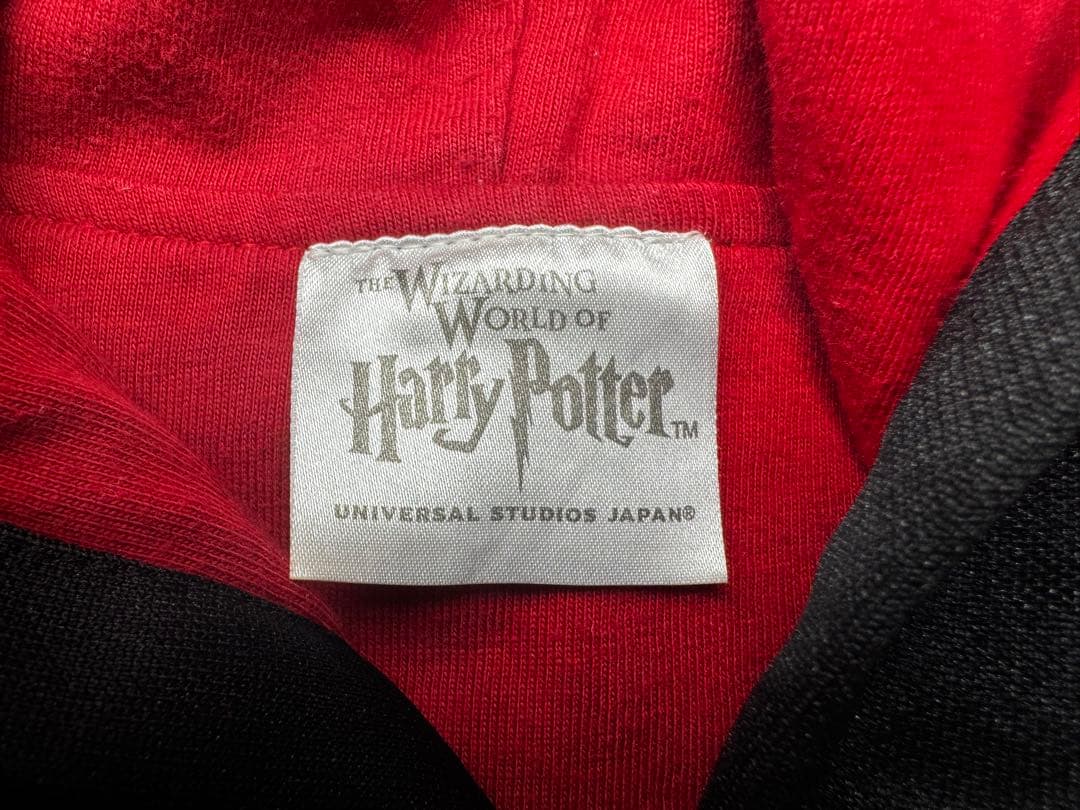 THE WIZARDING
WORLD OF
Harry Potter™
UNIVERSAL STUDIOS JAPAN®